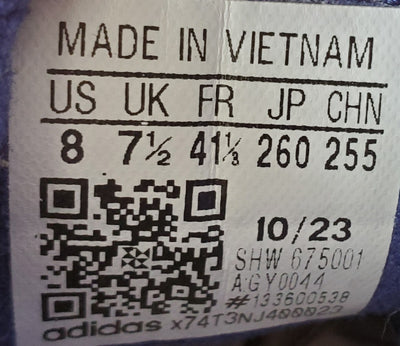 MADE IN VIETNAM
US UK FR JP CHN
8 7½ 41⅓ 260 255
10/23
SHW 675001
AGY0044
#133600538
adidas x74T3NJ400023